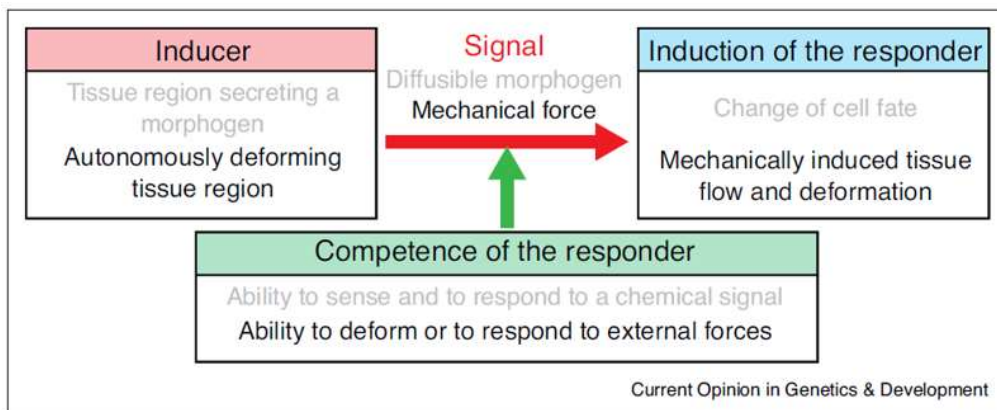 Inducer
Tissue region secreting a
morphogen
Autonomously deforming
tissue region
Signal
Diffusible morphogen
Mechanical force
Induction of the responder
Change of cell fate
Mechanically induced tissue
flow and deformation
Competence of the responder
Ability to sense and to respond to a chemical signal
Ability to deform or to respond to external forces
Current Opinion in Genetics & Development